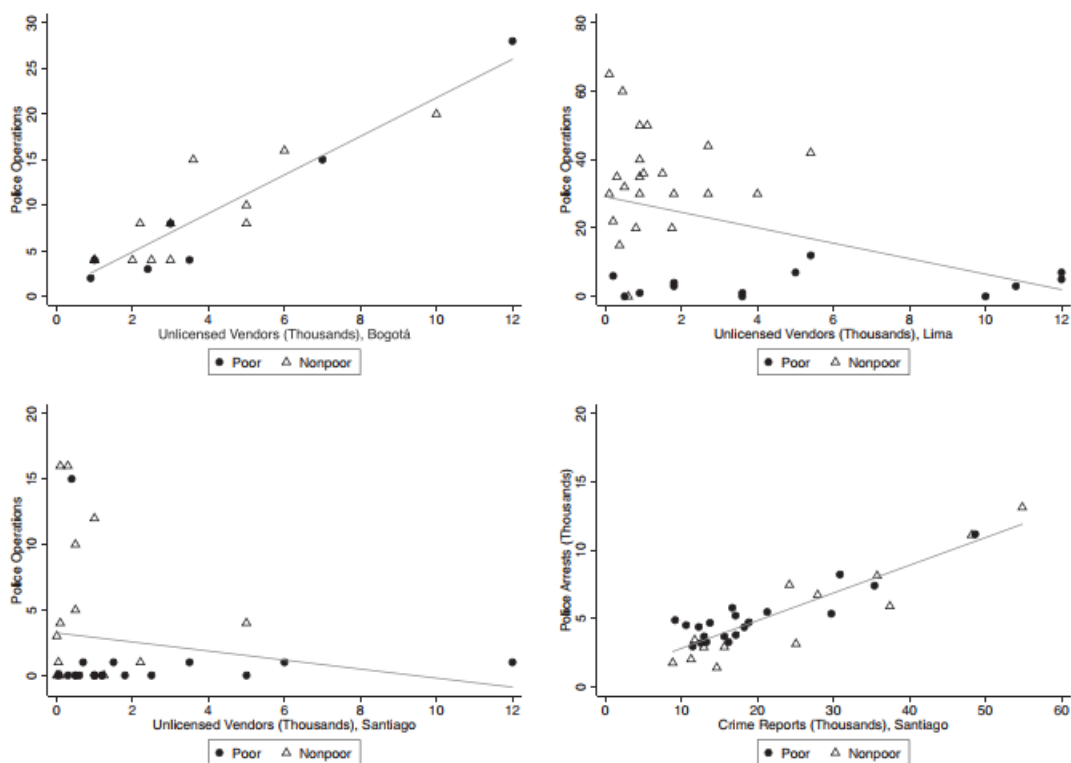 Police Operations
30
25
20
15
10
5
0
0 2 4 6 8 10 12
Unlicensed Vendors (Thousands), Bogotá
Poor Nonpoor
Police Operations
80
60
40
20
0
0 2 4 6 8 10 12
Unlicensed Vendors (Thousands), Lima
Poor Nonpoor
Police Operations
20
15
10
5
0
0 2 4 6 8 10 12
Unlicensed Vendors (Thousands), Santiago
Poor Nonpoor
Police Arrests (Thousands)
20
15
10
5
0
0 10 20 30 40 50 60
Crime Reports (Thousands), Santiago
Poor Nonpoor